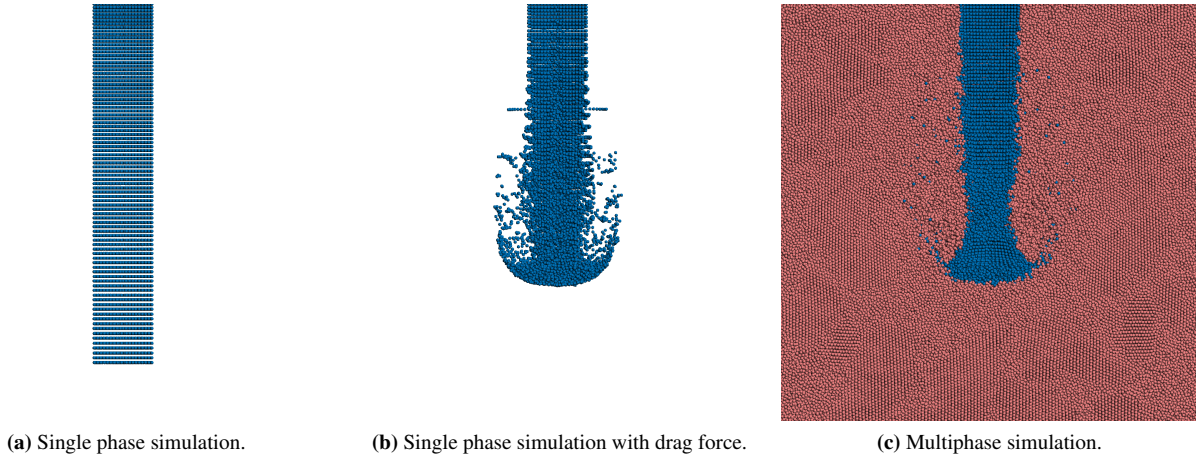 (a) Single phase simulation.
(b) Single phase simulation with drag force.
(c) Multiphase simulation.